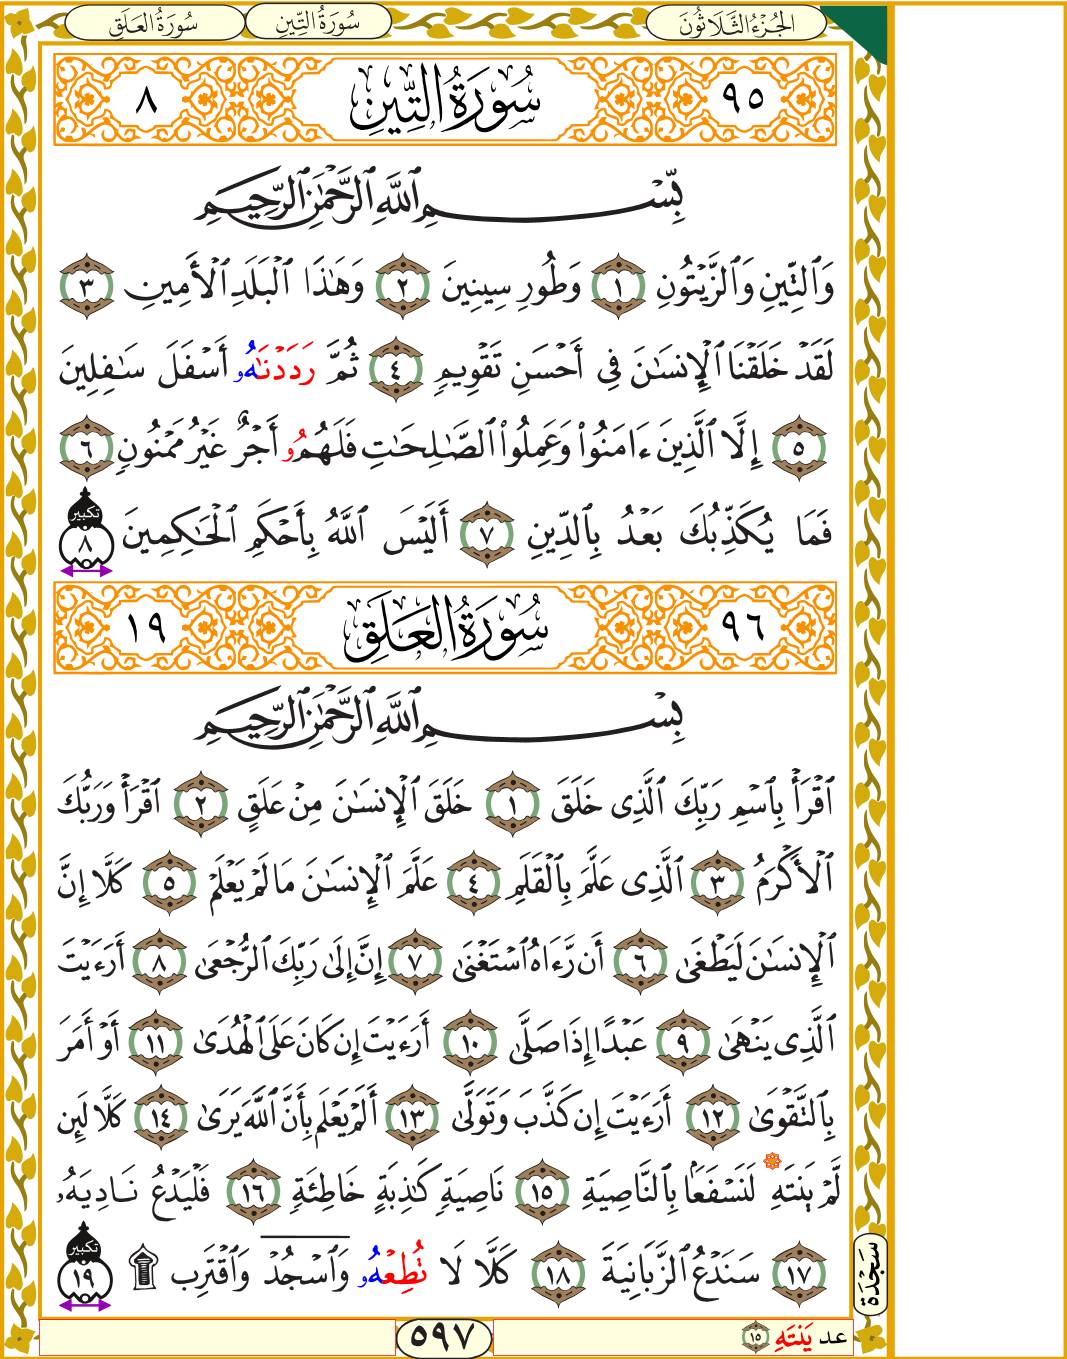 الجُزْءُ الثَّلَاثُونَ سُورَةُ التِّينِ سُورَةُ العَلَقِ
٩٥ سُورَةُ التِّينِ ٨
بِّسْمِ ٱللَّهِ ٱلرَّحْمَٰنِ ٱلرَّحِيمِ
وَٱلتِّينِ وَٱلزَّيْتُونِ ١ وَطُورِ سِينِينَ ٢ وَهَٰذَا ٱلْبَلَدِ ٱلْأَمِينِ ٣
لَقَدْ خَلَقْنَا ٱلْإِنسَٰنَ فِى أَحْسَنِ تَقْوِيمٍ ٤ ثُمَّ رَدَدْنَٰهُۥ أَسْفَلَ سَٰفِلِينَ
٥ إِلَّا ٱلَّذِينَ ءَامَنُوا۟ وَعَمِلُوا۟ ٱلصَّٰلِحَٰتِ فَلَهُمُۥ أَجْرٌ غَيْرُ مَمْنُونٍ ٦
فَمَا يُكَذِّبُكَ بَعْدُ بِٱلدِّينِ ٧ أَلَيْسَ ٱللَّهُ بِأَحْكَمِ ٱلْحَٰكِمِينَ تكبير ٨
٩٦ سُورَةُ العَلَقِ ١٩
بِسْمِ ٱللَّهِ ٱلرَّحْمَٰنِ ٱلرَّحِيمِ
ٱقْرَأْ بِٱسْمِ رَبِّكَ ٱلَّذِى خَلَقَ ١ خَلَقَ ٱلْإِنسَٰنَ مِنْ عَلَقٍ ٢ ٱقْرَأْ وَرَبُّكَ
ٱلْأَكْرَمُ ٣ ٱلَّذِى عَلَّمَ بِٱلْقَلَمِ ٤ عَلَّمَ ٱلْإِنسَٰنَ مَا لَمْ يَعْلَمْ ٥ كَلَّا إِنَّ
ٱلْإِنسَٰنَ لَيَطْغَىٰ ٦ أَن رَّءَاهُ ٱسْتَغْنَىٰ ٧ إِنَّ إِلَىٰ رَبِّكَ ٱلرُّجْعَىٰ ٨ أَرَءَيْتَ
ٱلَّذِى يَنْهَىٰ ٩ عَبْدًا إِذَا صَلَّىٰ ١٠ أَرَءَيْتَ إِن كَانَ عَلَى ٱلْهُدَىٰ ١١ أَوْ أَمَرَ
بِٱلتَّقْوَىٰ ١٢ أَرَءَيْتَ إِن كَذَّبَ وَتَوَلَّىٰ ١٣ أَلَمْ يَعْلَم بِأَنَّ ٱللَّهَ يَرَىٰ ١٤ كَلَّا لَئِن
لَّمْ يَنتَهِ لَنَسْفَعًۢا بِٱلنَّاصِيَةِ ١٥ نَاصِيَةٍ كَٰذِبَةٍ خَاطِئَةٍ ١٦ فَلْيَدْعُ نَادِيَهُۥ
١٧ سَنَدْعُ ٱلزَّبَانِيَةَ ١٨ كَلَّا لَا تُطِعْهُۥ وَٱسْجُدْ وَٱقْتَرِب ۩ تكبير ١٩
سَجْدَة
عد يَنتَهِ ١٥
٥٩٧